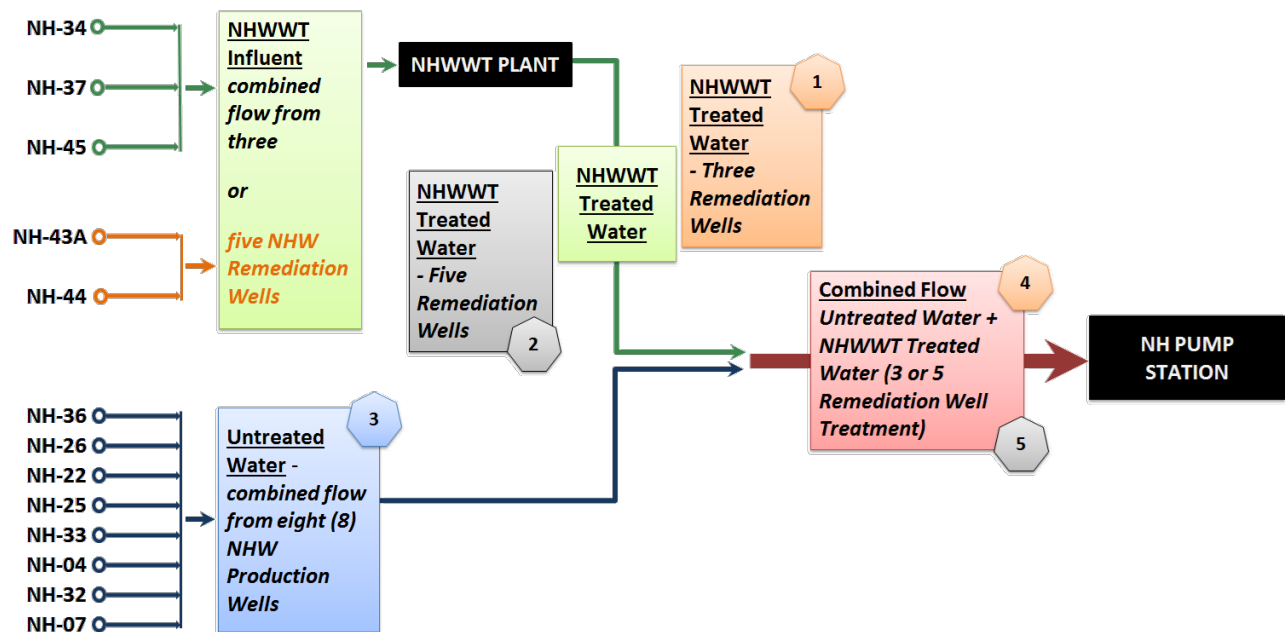 NH-34
NH-37
NH-45
NH-43A
NH-44
NHWWT
Influent
combined
flow from
three
or
five NHW
Remediation
Wells
NHWWT PLANT
NHWWT
Treated
Water
- Three
Remediation
Wells
1
NHWWT
Treated
Water
NHWWT
Treated
Water
- Five
Remediation
Wells
2
NH-36
NH-26
NH-22
NH-25
NH-33
NH-04
NH-32
NH-07
3
Untreated
Water -
combined flow
from eight (8)
NHW
Production
Wells
4
Combined Flow
Untreated Water +
NHWWT Treated
Water (3 or 5
Remediation Well
Treatment)
5
NH PUMP
STATION